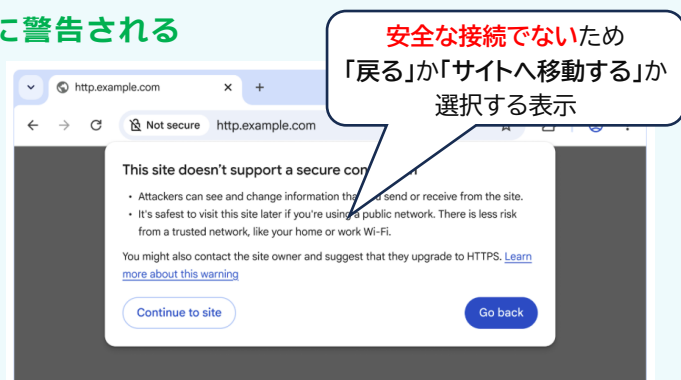 に警告される
安全な接続でないため
「戻る」か「サイトへ移動する」か
選択する表示
http.example.com
Not secure http.example.com
This site doesn't support a secure
• Attackers can see and change information send or receive from the site.
• It's safest to visit this site later if you're using a public network. There is less risk
from a trusted network, like your home or work Wi-Fi.
You might also contact the site owner and suggest that they upgrade to HTTPS. Learn
more about this warning
Continue to site
Go back